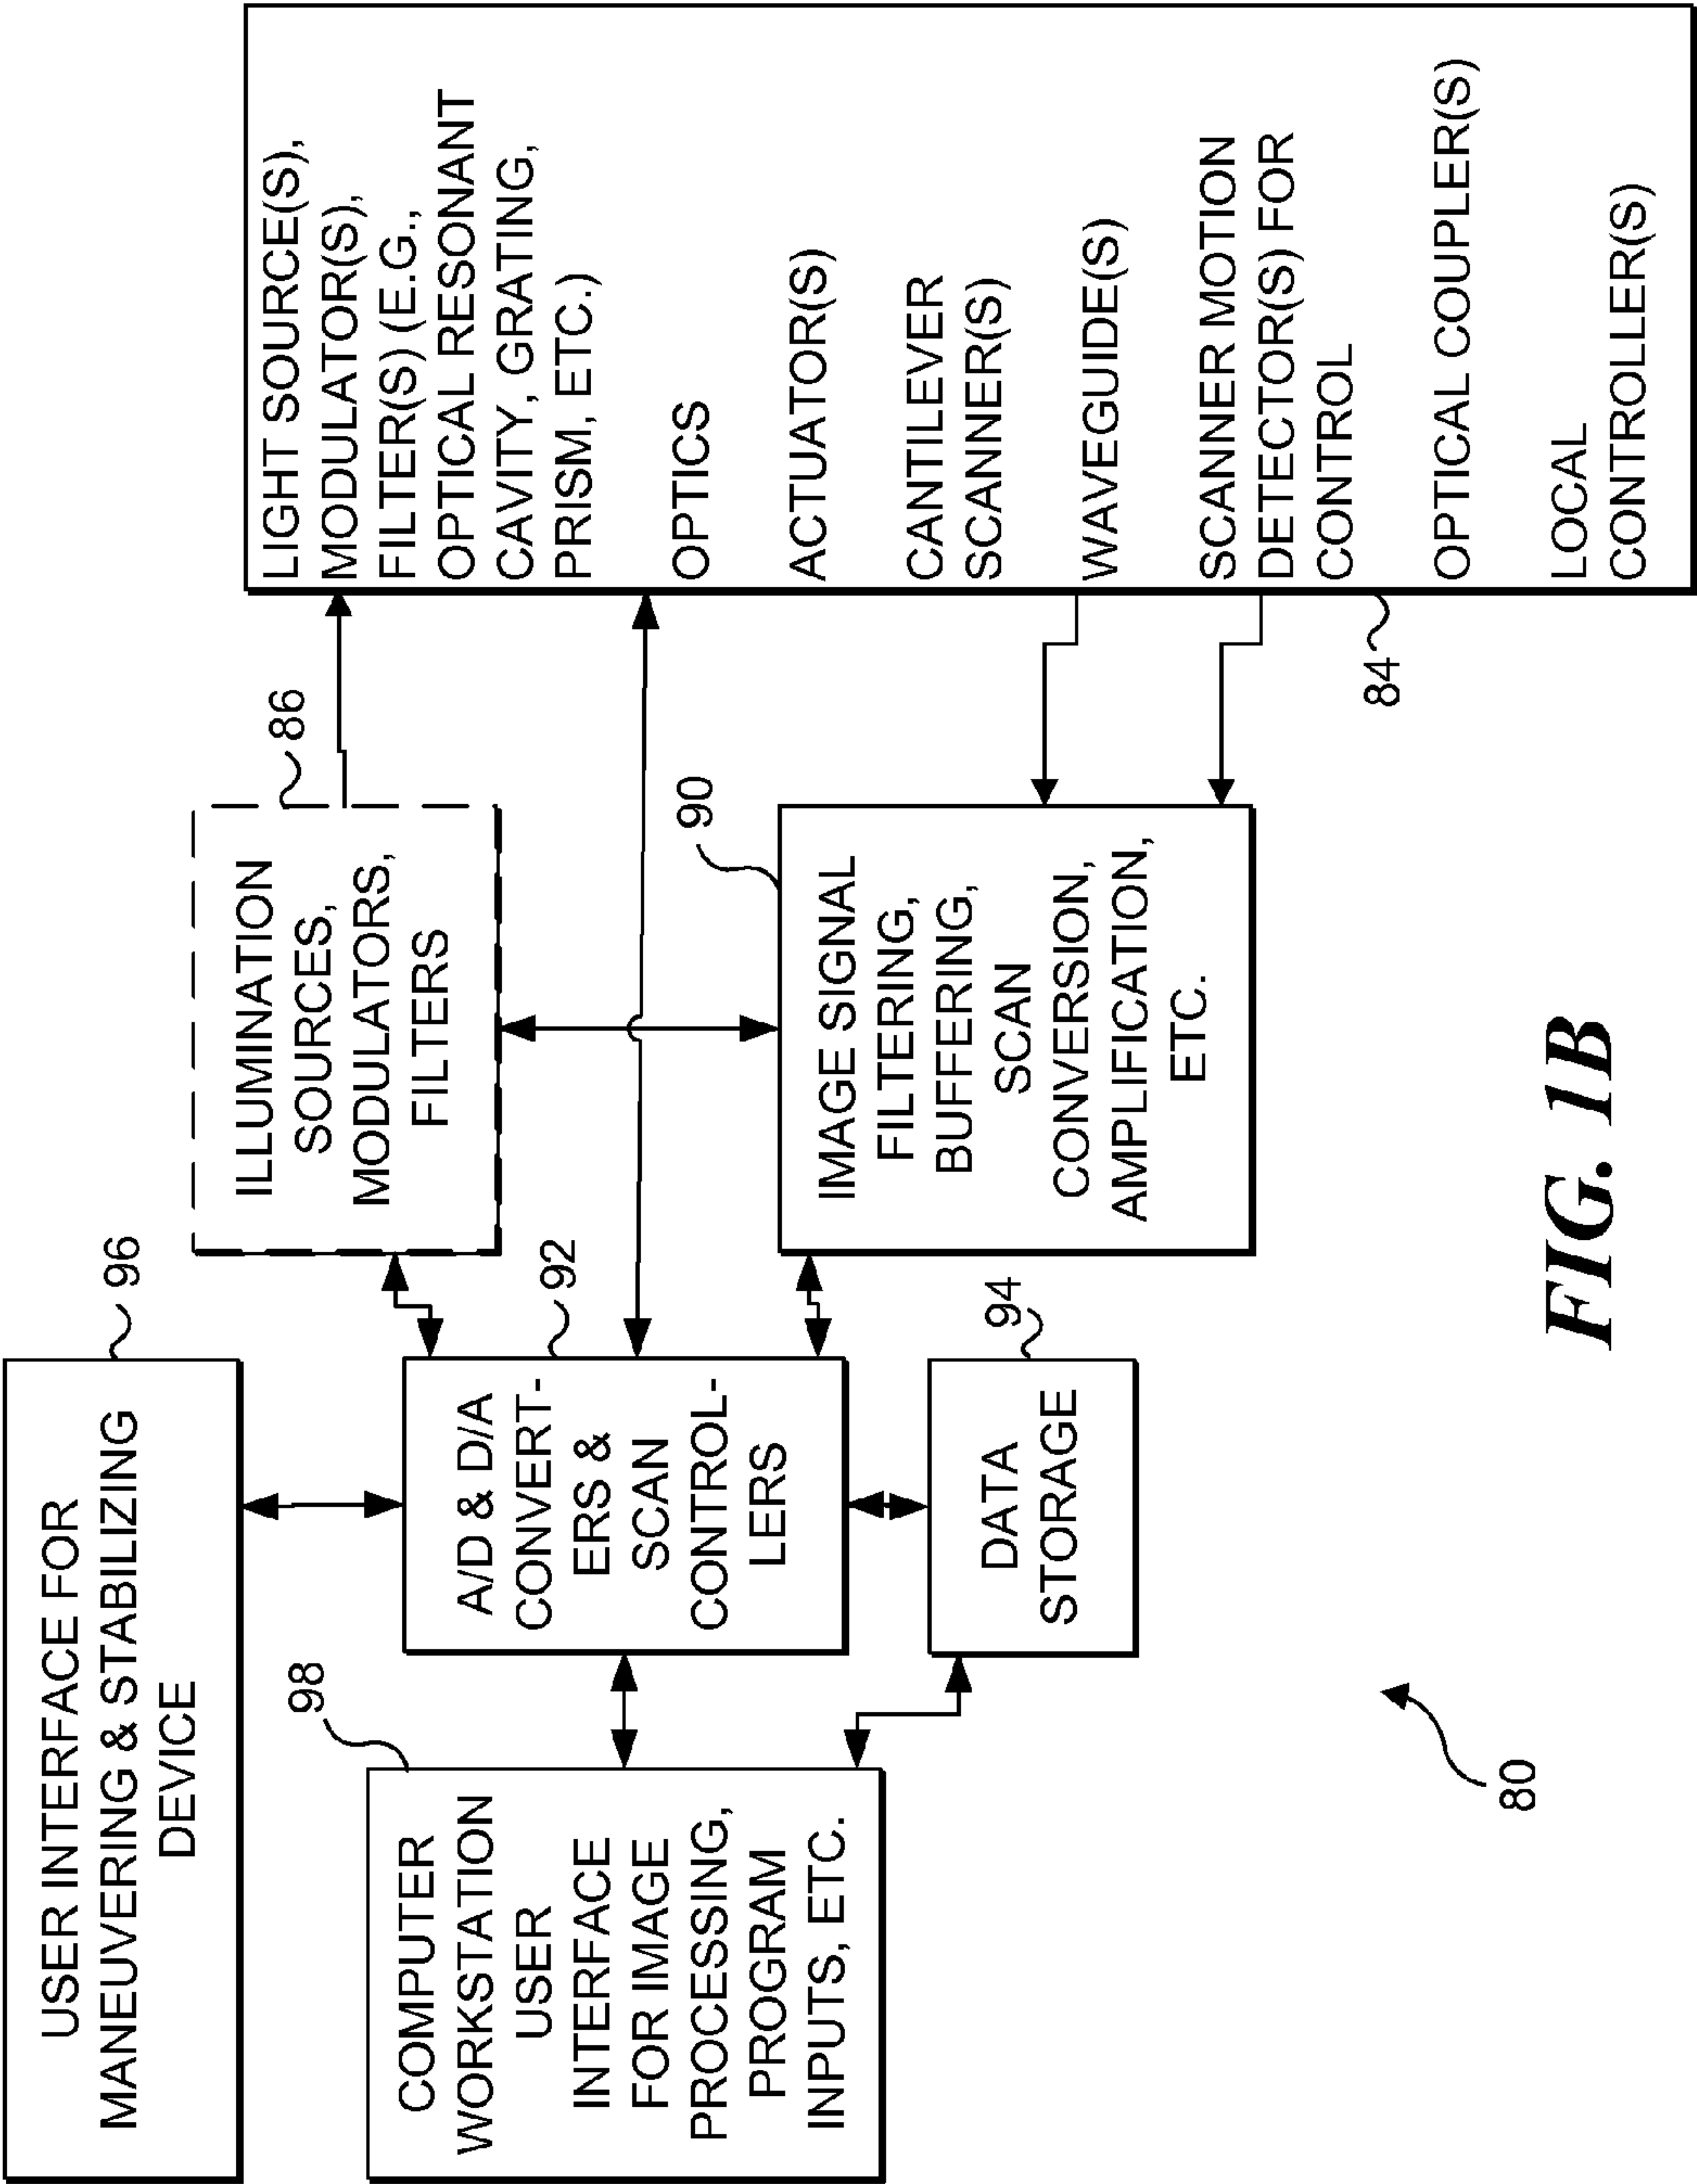 USER INTERFACE FOR
MANEUVERING & STABILIZING
DEVICE
96
98
COMPUTER
WORKSTATION
USER
INTERFACE
FOR IMAGE
PROCESSING,
PROGRAM
INPUTS, ETC.
92
A/D & D/A
CONVERT-
ERS &
SCAN
CONTROL-
LERS
94
DATA
STORAGE
86
ILLUMINATION
SOURCES,
MODULATORS,
FILTERS
90
IMAGE SIGNAL
FILTERING,
BUFFERING,
SCAN
CONVERSION,
AMPLIFICATION,
ETC.
LIGHT SOURCE(S),
MODULATOR(S),
FILTER(S) (E.G.,
OPTICAL RESONANT
CAVITY, GRATING,
PRISM, ETC.)
OPTICS
ACTUATOR(S)
CANTILEVER
SCANNER(S)
WAVEGUIDE(S)
SCANNER MOTION
DETECTOR(S) FOR
CONTROL
OPTICAL COUPLER(S)
LOCAL
CONTROLLER(S)
84
80
FIG. 1B